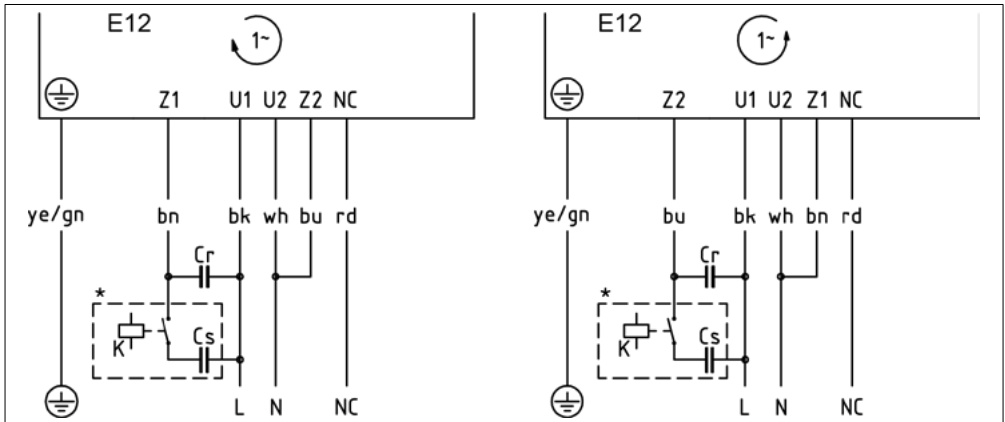 E12
1~
Z1 U1 U2 Z2 NC
ye/gn bn bk wh bu rd
Cr
*
K
Cs
L N NC
E12
1~
Z2 U1 U2 Z1 NC
ye/gn bu bk wh bn rd
Cr
*
K
Cs
L N NC